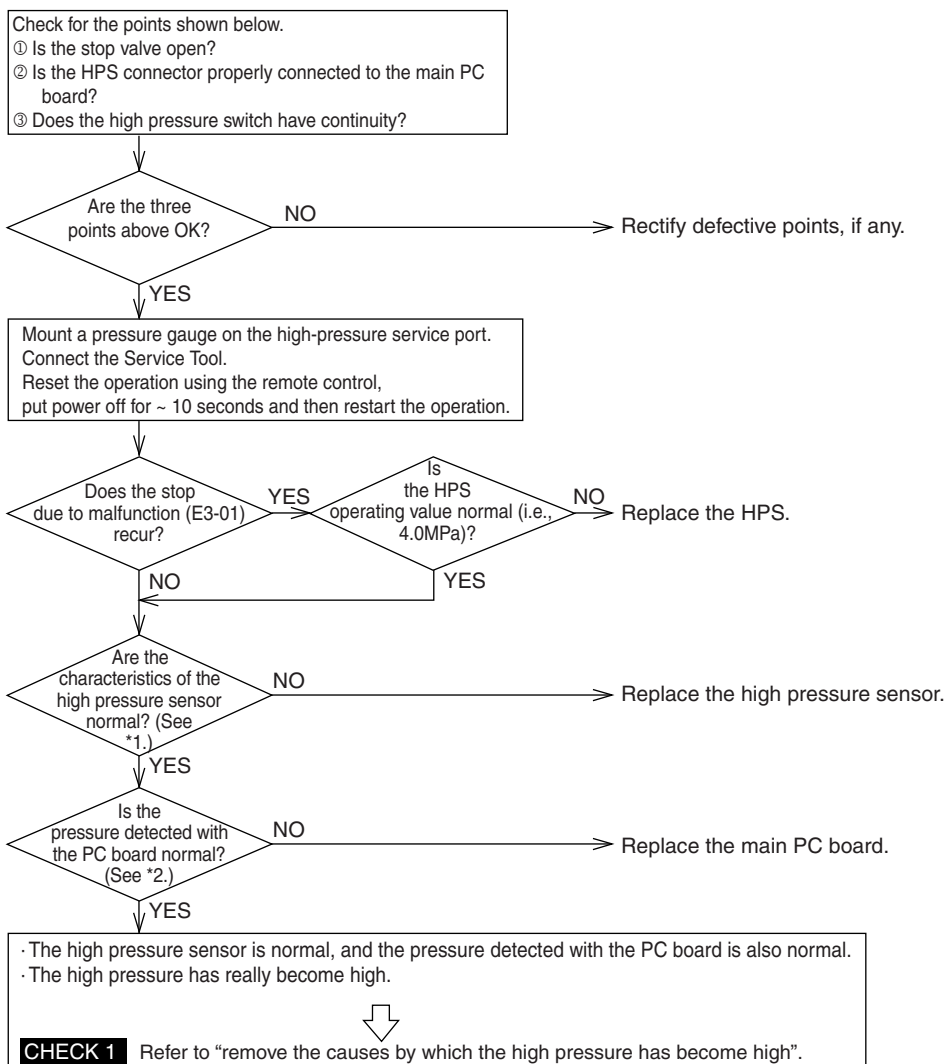 Check for the points shown below.
① Is the stop valve open?
② Is the HPS connector properly connected to the main PC
board?
③ Does the high pressure switch have continuity?
Are the three
points above OK?
NO
Rectify defective points, if any.
YES
Mount a pressure gauge on the high-pressure service port.
Connect the Service Tool.
Reset the operation using the remote control,
put power off for ~ 10 seconds and then restart the operation.
Does the stop
due to malfunction (E3-01)
recur?
YES
Is
the HPS
operating value normal (i.e.,
4.0MPa)?
NO
Replace the HPS.
NO
YES
Are the
characteristics of the
high pressure sensor
normal? (See
*1.)
NO
Replace the high pressure sensor.
YES
Is the
pressure detected with
the PC board normal?
(See *2.)
NO
Replace the main PC board.
YES
· The high pressure sensor is normal, and the pressure detected with the PC board is also normal.
· The high pressure has really become high.
CHECK 1 Refer to “remove the causes by which the high pressure has become high”.